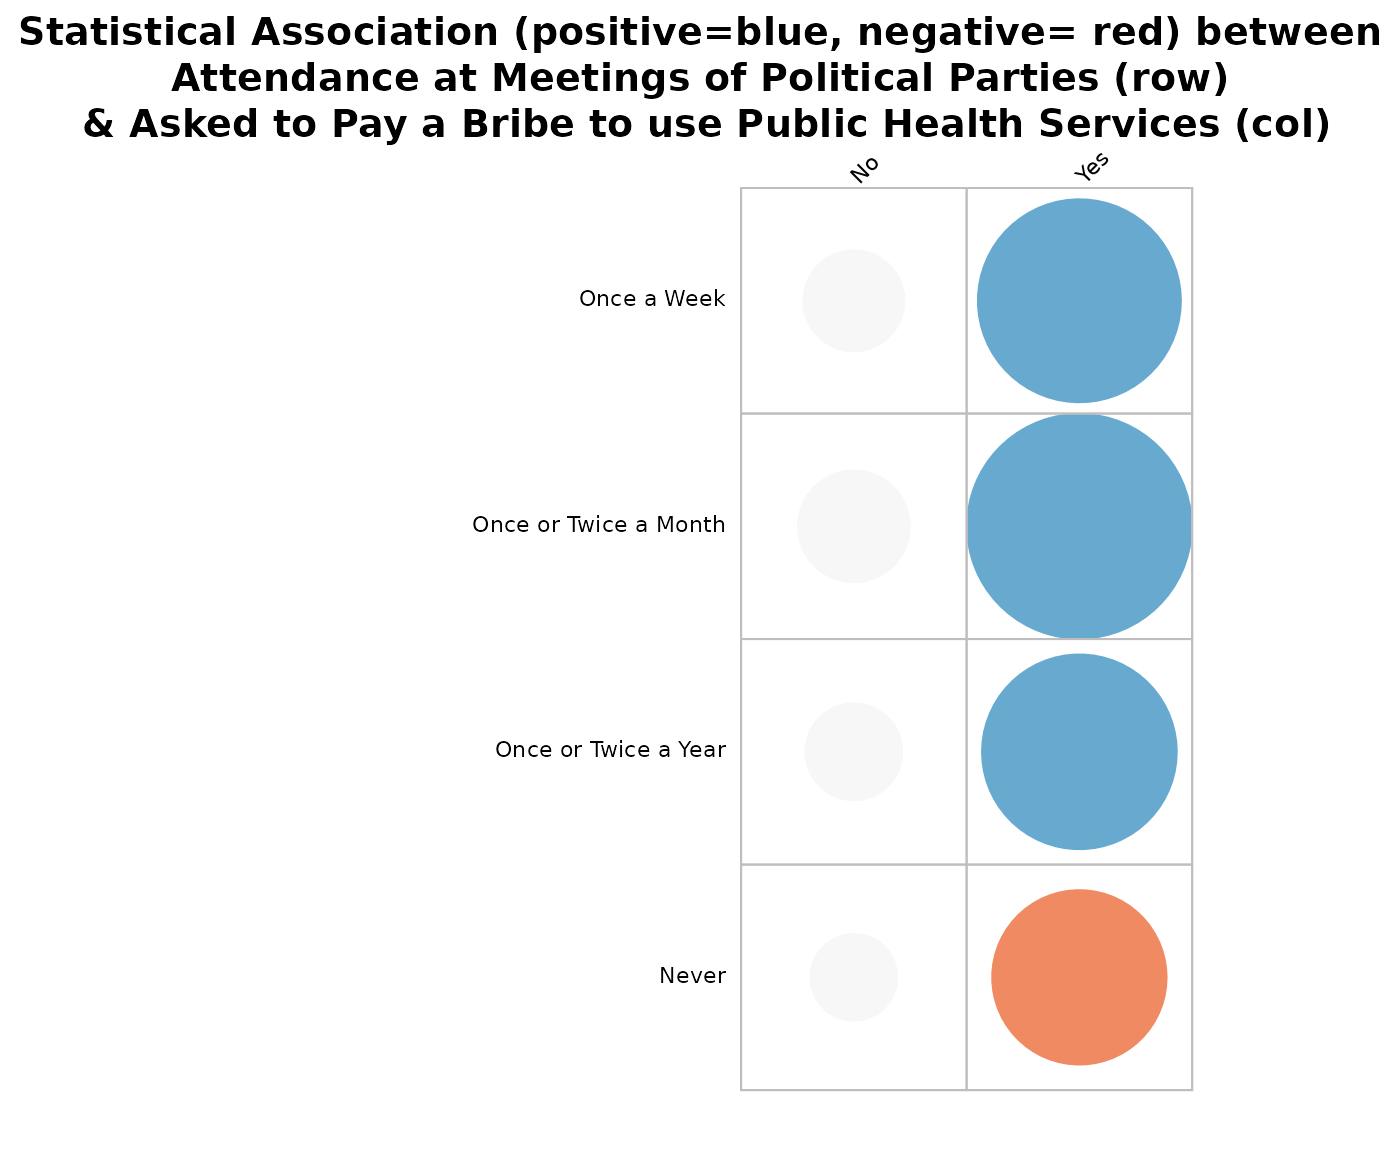 Statistical Association (positive=blue, negative= red) between
Attendance at Meetings of Political Parties (row)
& Asked to Pay a Bribe to use Public Health Services (col)
No
Yes
Once a Week
Once or Twice a Month
Once or Twice a Year
Never